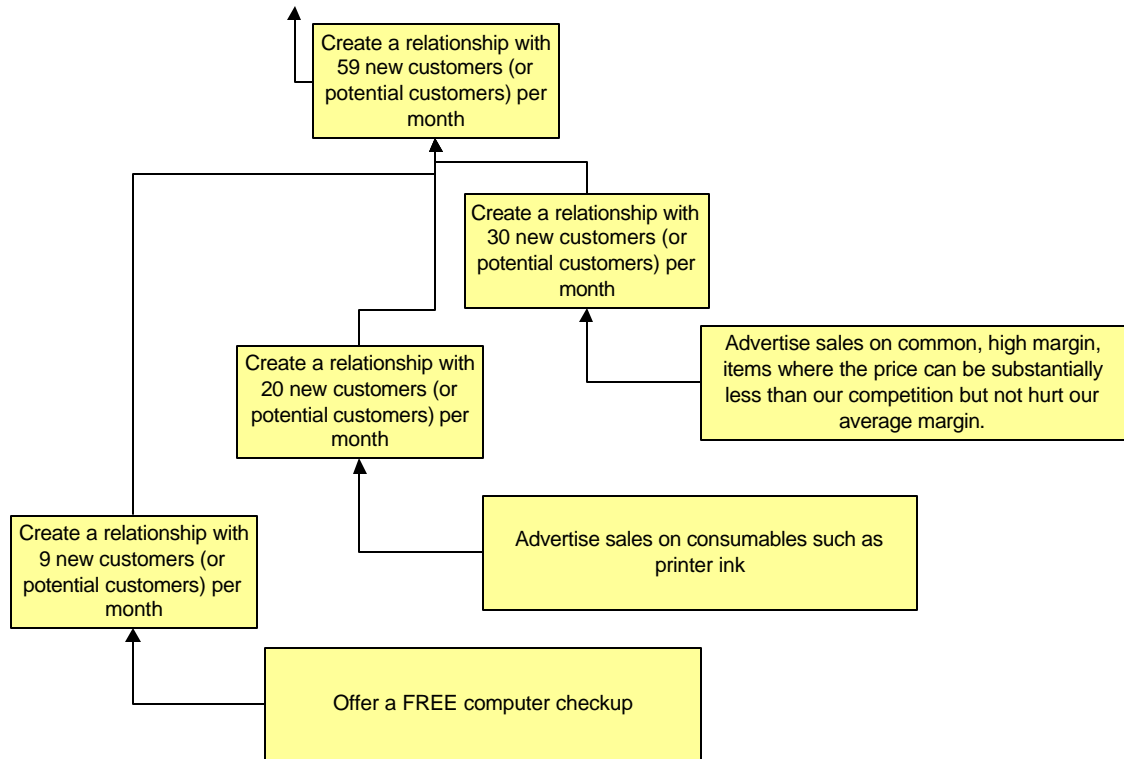 Create a relationship with
59 new customers (or
potential customers) per
month
Create a relationship with
30 new customers (or
potential customers) per
month
Advertise sales on common, high margin,
items where the price can be substantially
less than our competition but not hurt our
average margin.
Create a relationship with
20 new customers (or
potential customers) per
month
Advertise sales on consumables such as
printer ink
Create a relationship with
9 new customers (or
potential customers) per
month
Offer a FREE computer checkup